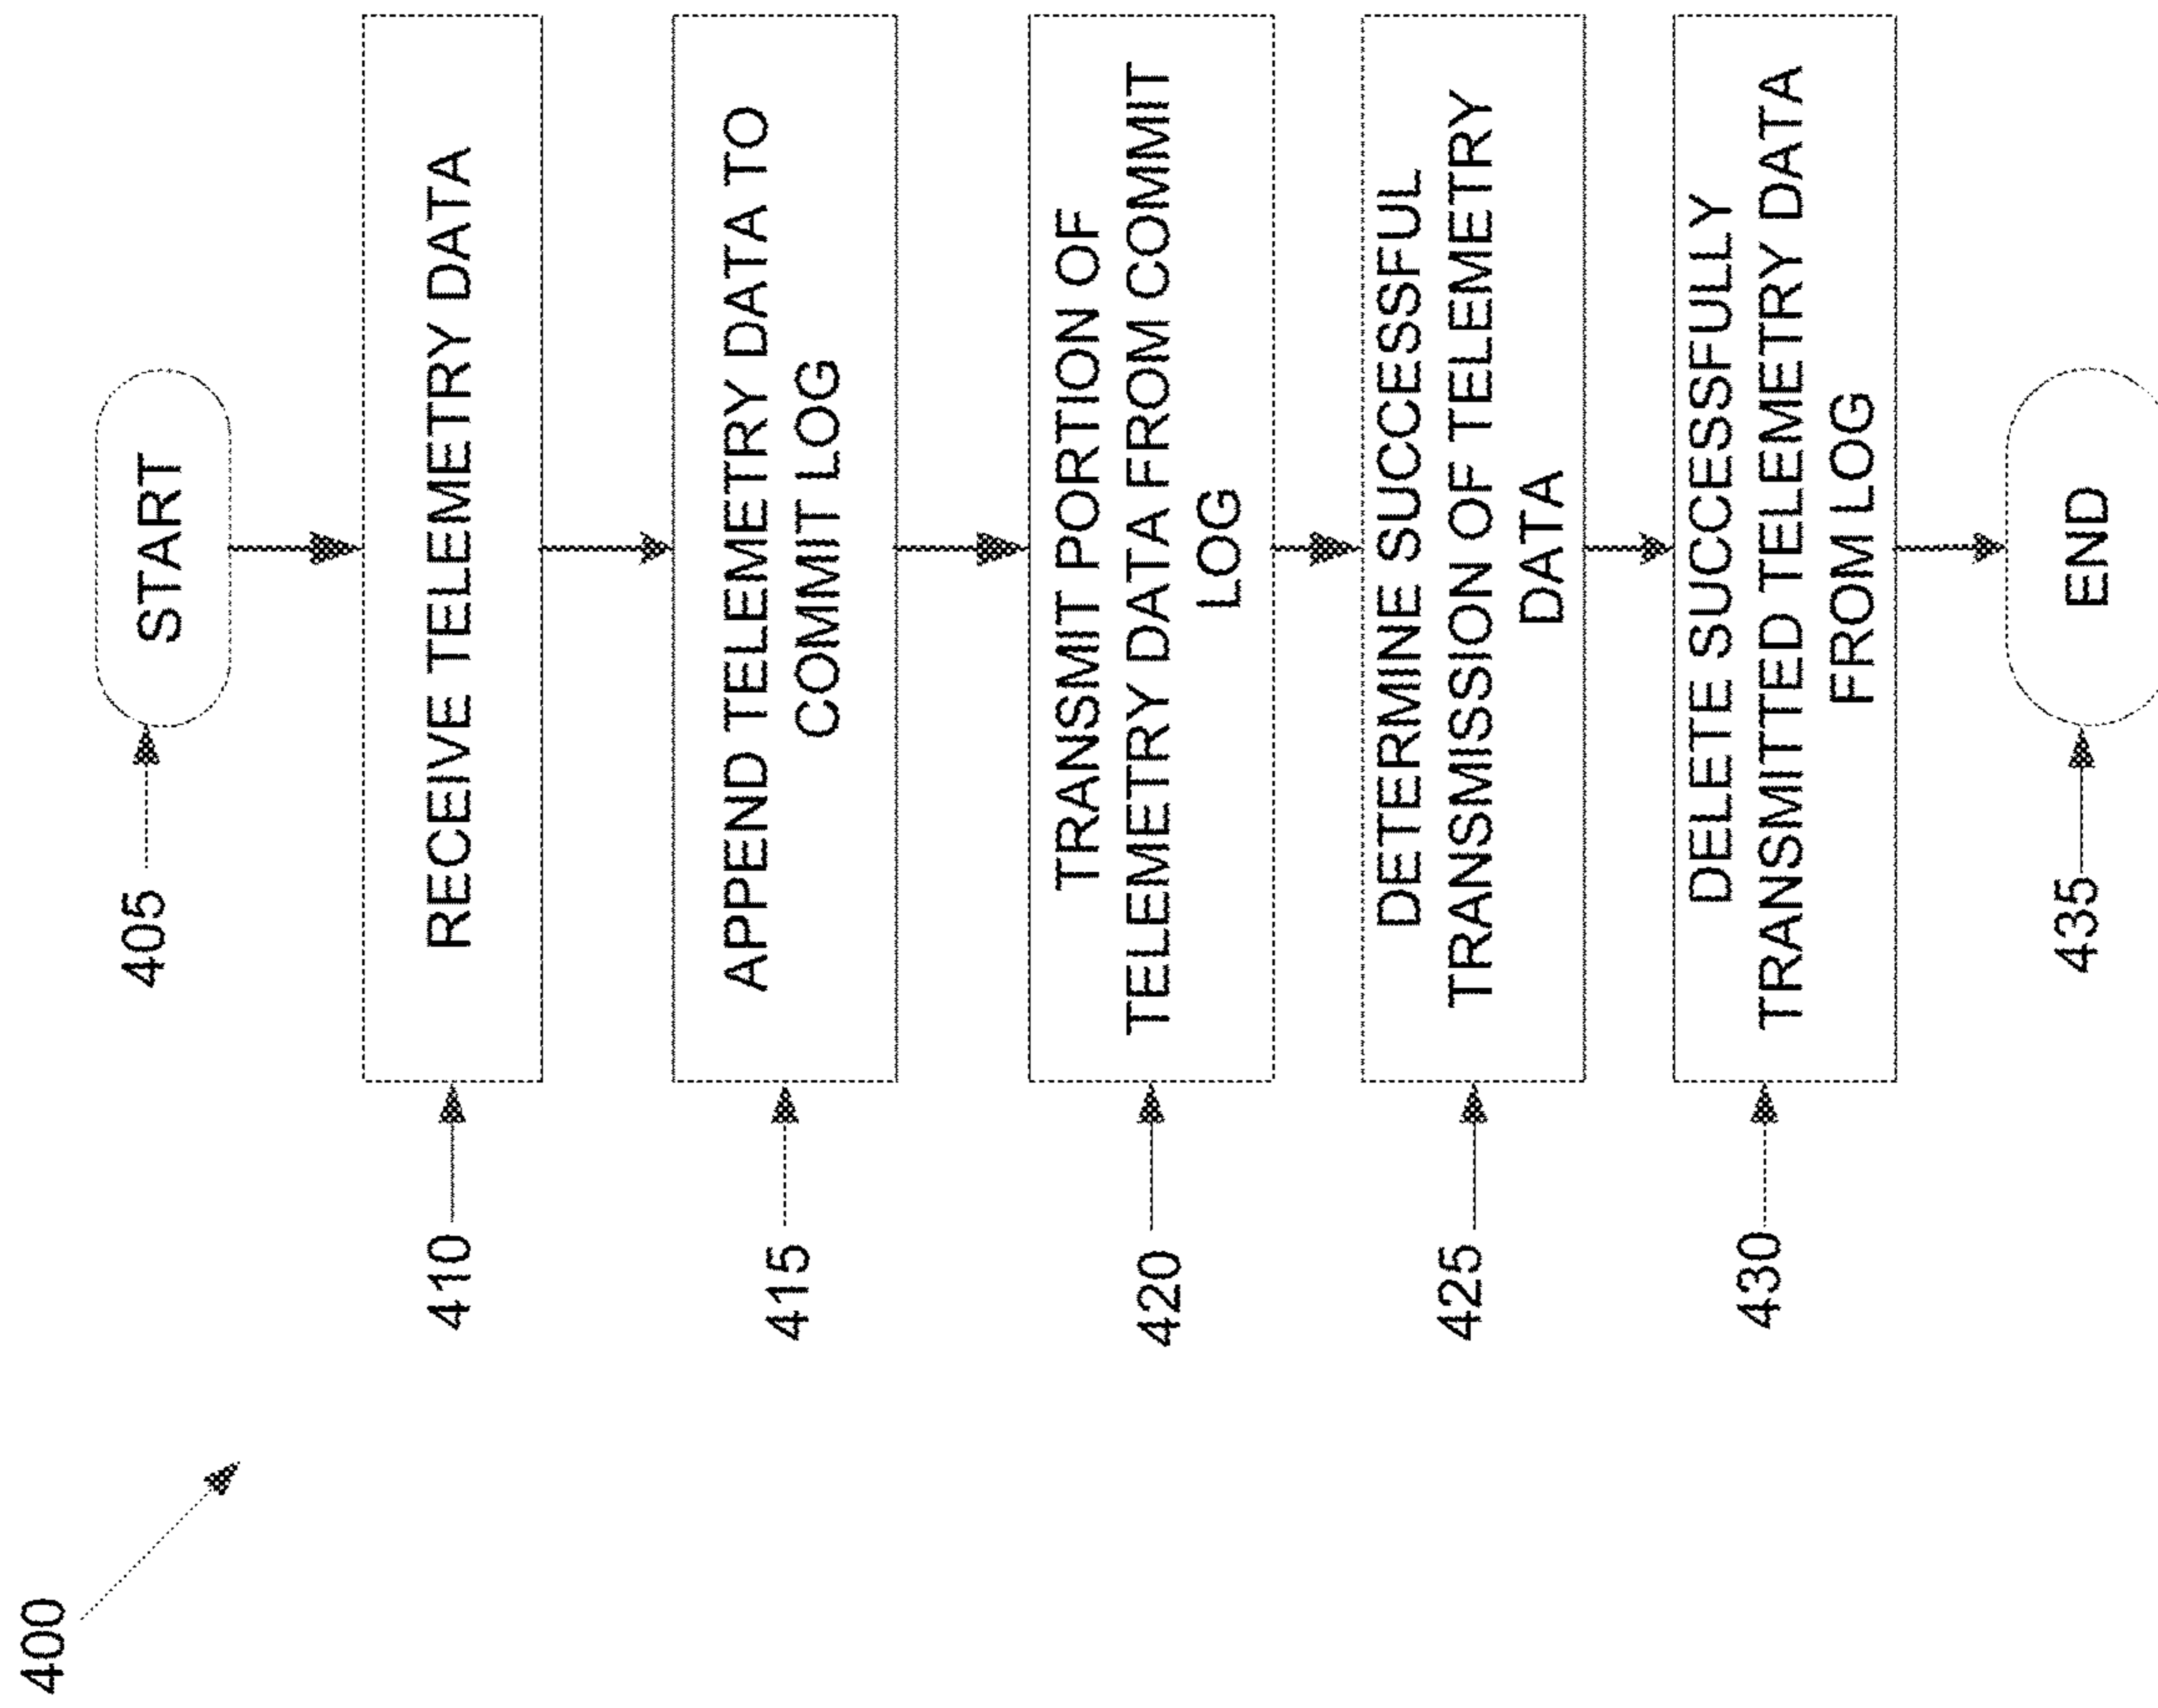 400
405
START
410
RECEIVE TELEMETRY DATA
415
APPEND TELEMETRY DATA TO
COMMIT LOG
420
TRANSMIT PORTION OF
TELEMETRY DATA FROM COMMIT
LOG
425
DETERMINE SUCCESSFUL
TRANSMISSION OF TELEMETRY
DATA
430
DELETE SUCCESSFULLY
TRANSMITTED TELEMETRY DATA
FROM LOG
435
END